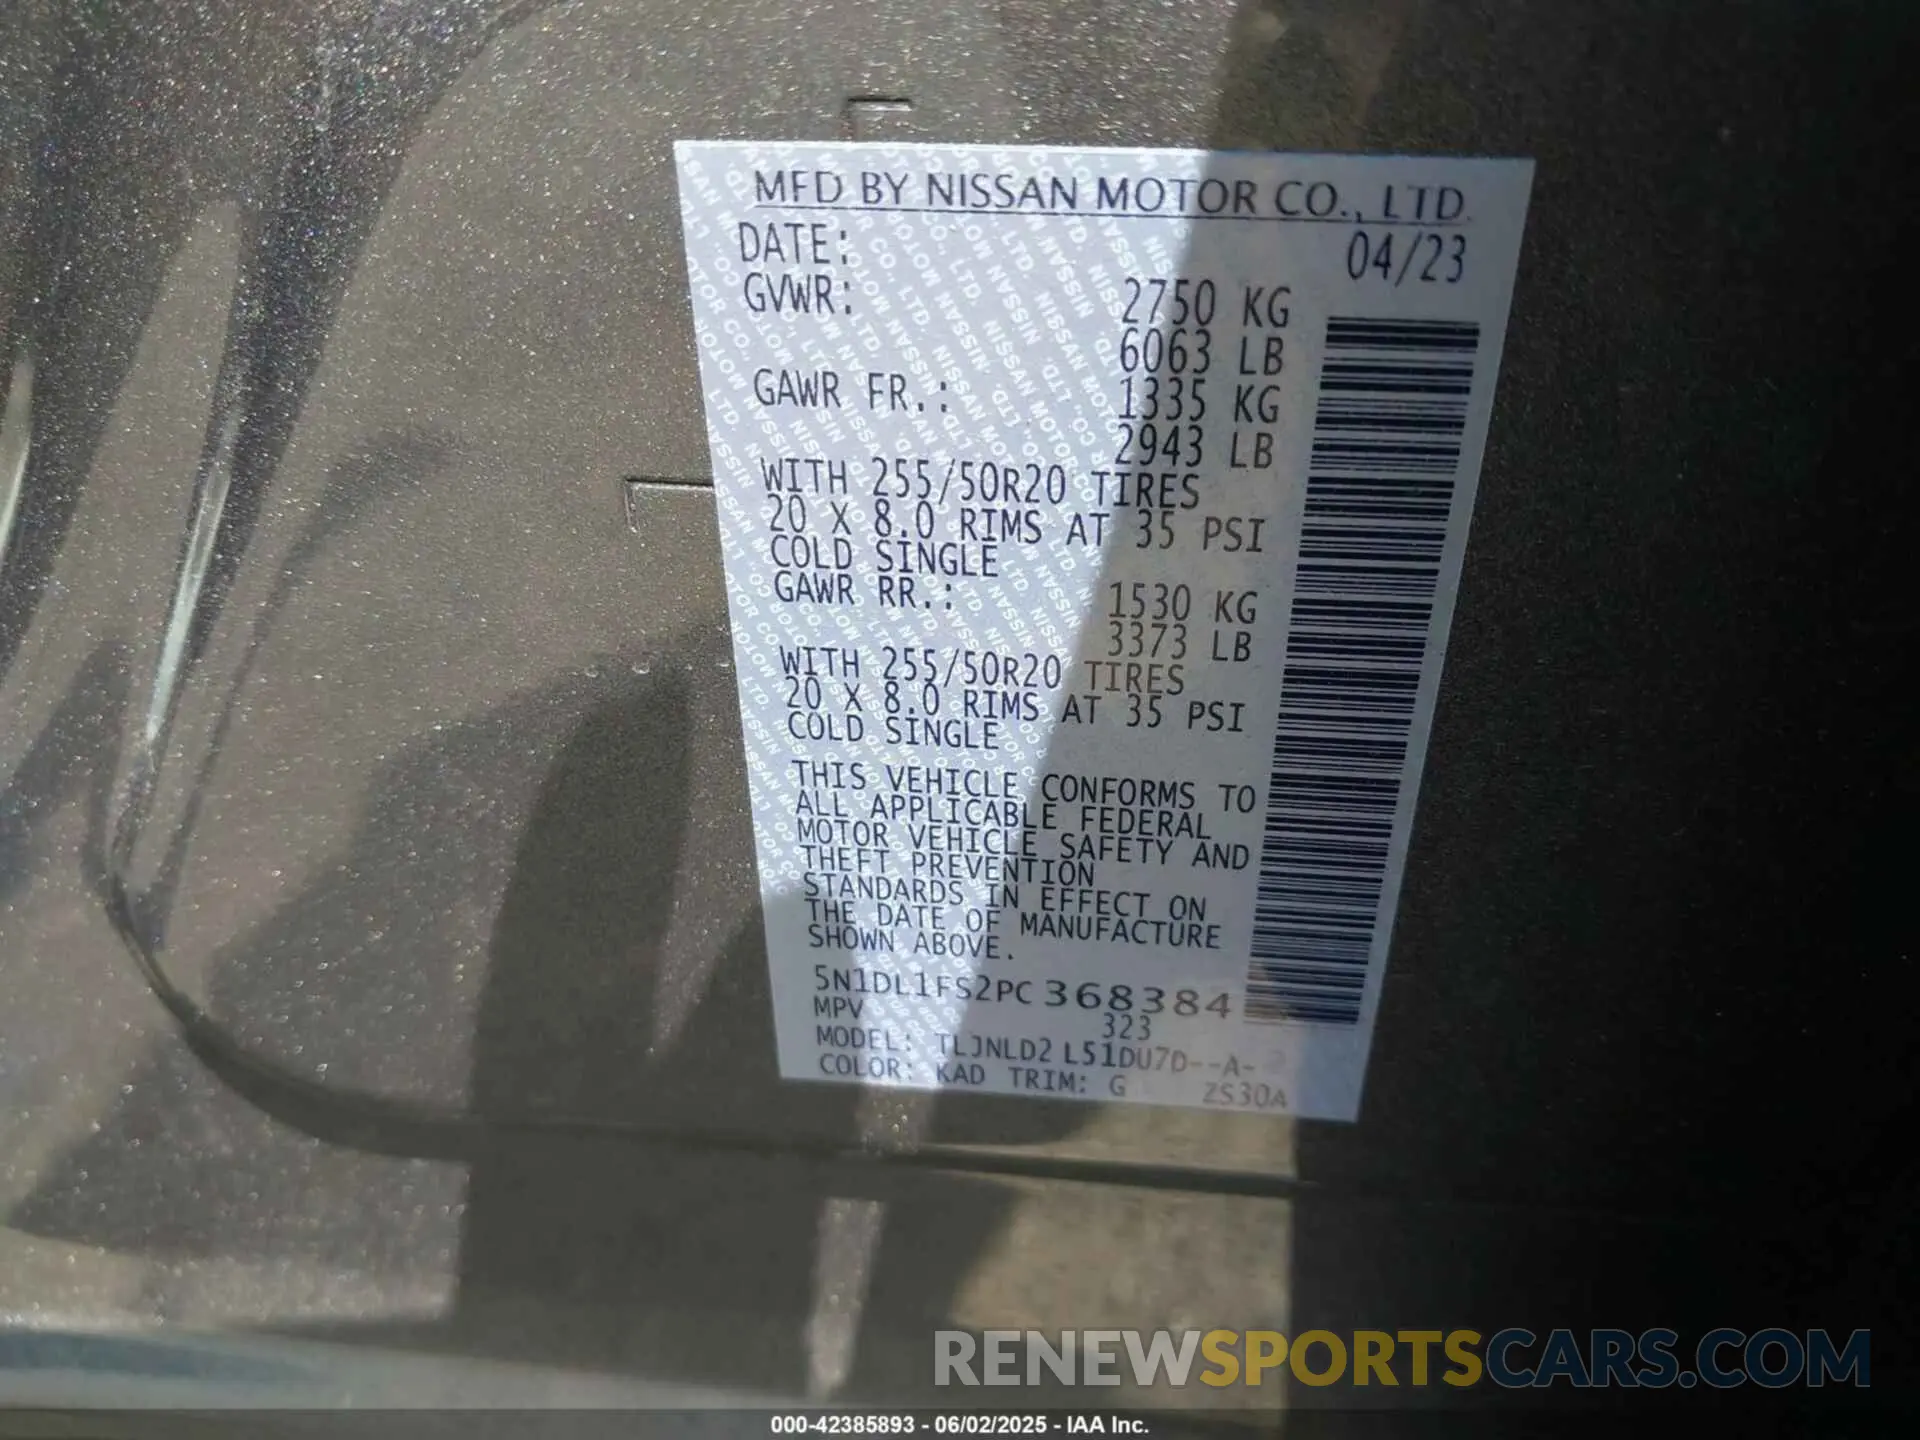 MFD BY NISSAN MOTOR CO., LTD.
DATE: 04/23
GVWR: 2750 KG
6063 LB
GAWR FR.: 1335 KG
2943 LB
WITH 255/50R20 TIRES
20 X 8.0 RIMS AT 35 PSI
COLD SINGLE
GAWR RR.: 1530 KG
3373 LB
WITH 255/50R20 TIRES
20 X 8.0 RIMS AT 35 PSI
COLD SINGLE
THIS VEHICLE CONFORMS TO
ALL APPLICABLE FEDERAL
MOTOR VEHICLE SAFETY AND
THEFT PREVENTION
STANDARDS IN EFFECT ON
THE DATE OF MANUFACTURE
SHOWN ABOVE.
5N1DL1FS2PC368384
MPV 323
MODEL: TLJNLD2 L51DU7D--A-
COLOR: KAD TRIM: G ZS30A
RENEWSPORTSCARS.COM
000-42385893 - 06/02/2025 - IAA Inc.